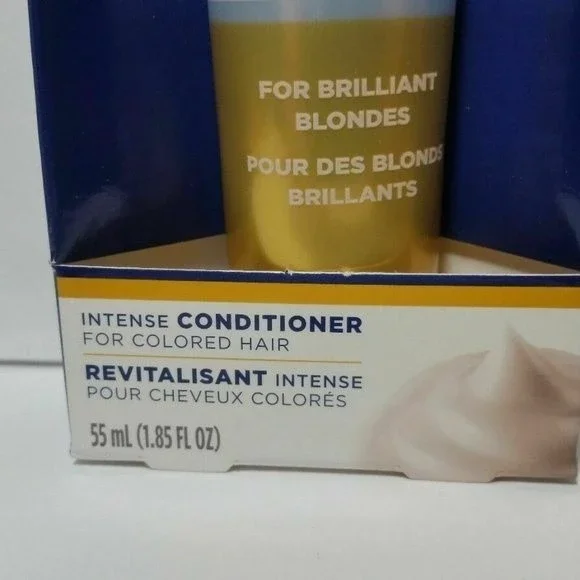 FOR BRILLIANT
BLONDES
POUR DES BLONDS
BRILLANTS
INTENSE CONDITIONER
FOR COLORED HAIR
REVITALISANT INTENSE
POUR CHEVEUX COLORÉS
55 mL (1.85 FL OZ)